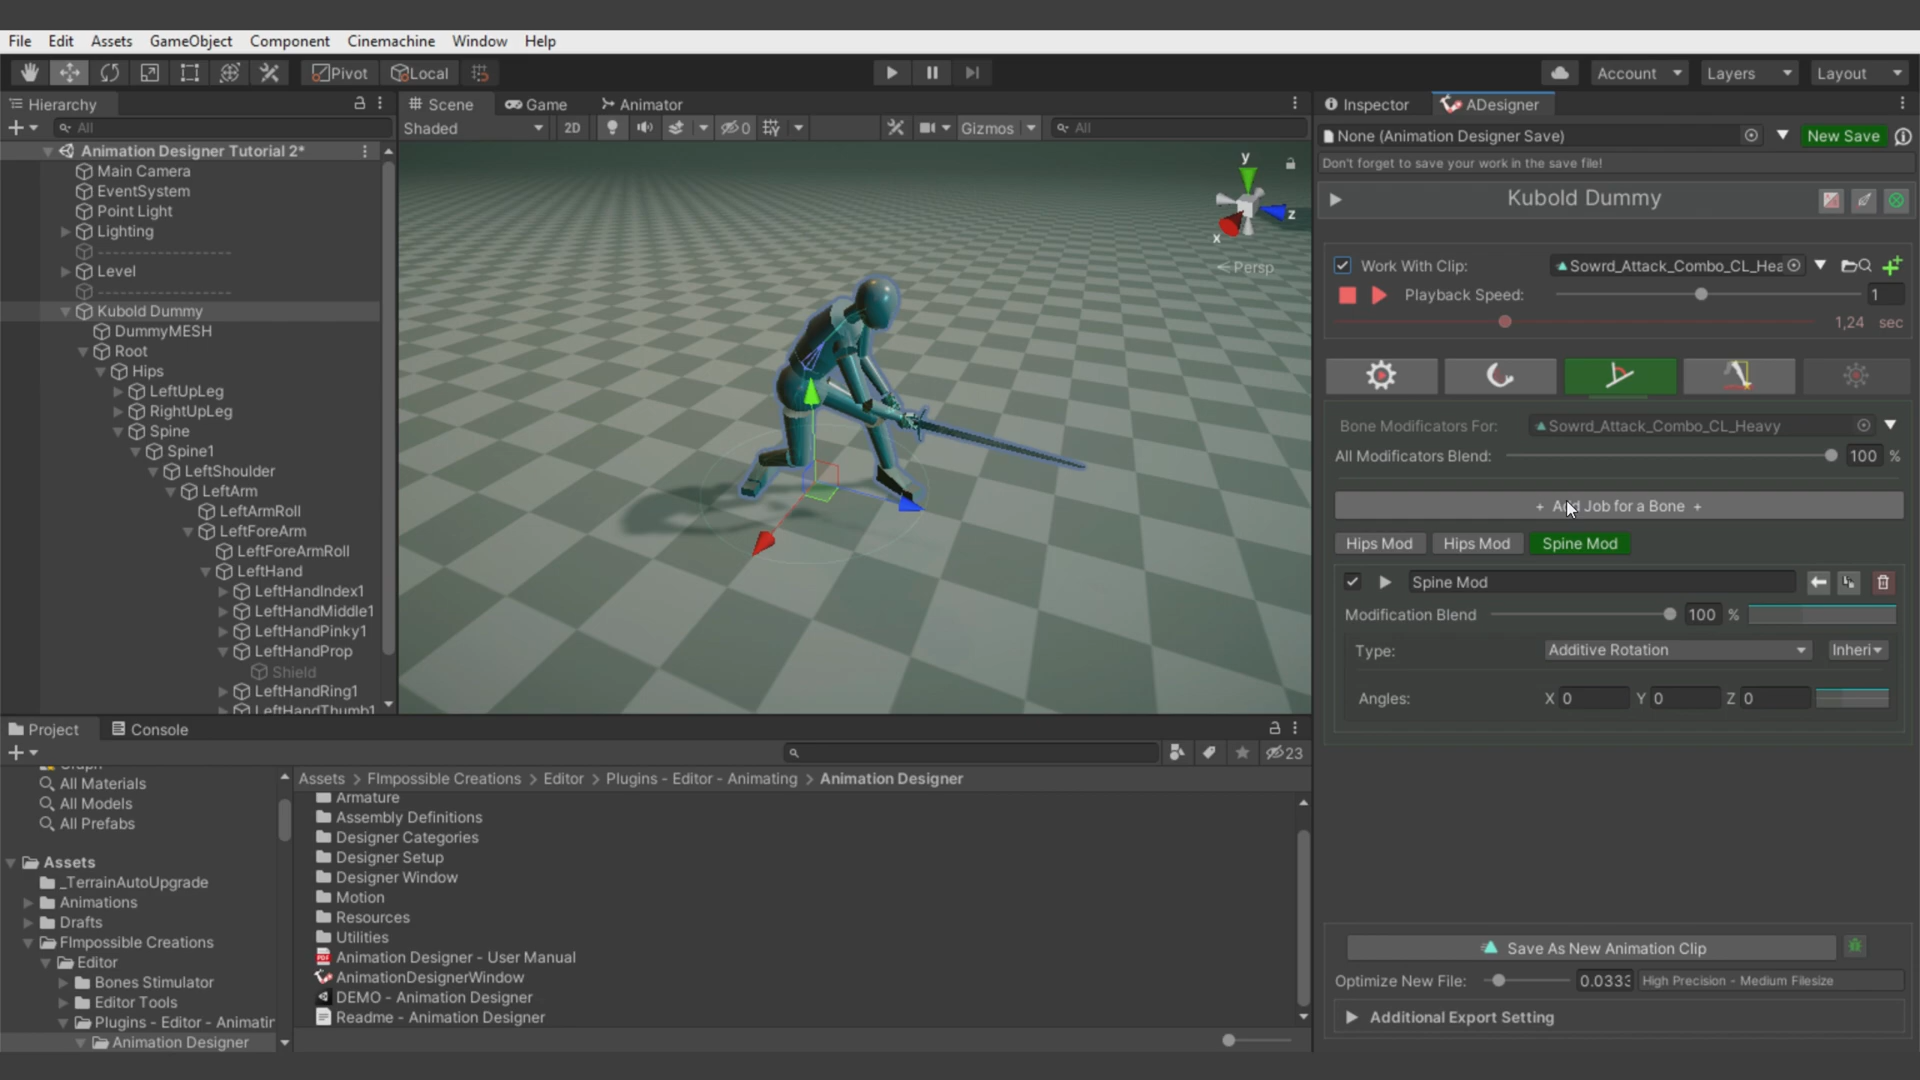 File Edit Assets GameObject Component Cinemachine Window Help
Pivot Local Account Layers Layout
Hierarchy
All
Animation Designer Tutorial 2*
Main Camera
EventSystem
Point Light
Lighting
--------------------
Level
--------------------
Kubold Dummy
DummyMESH
Root
Hips
LeftUpLeg
RightUpLeg
Spine
Spine1
LeftShoulder
LeftArm
LeftArmRoll
LeftForeArm
LeftForeArmRoll
LeftHand
LeftHandIndex1
LeftHandMiddle1
LeftHandPinky1
LeftHandProp
Shield
LeftHandRing1
LeftHandThumb1
Scene Game Animator
Shaded 2D 0 Gizmos All
y
z
x
Persp
Inspector ADesigner
None (Animation Designer Save) New Save
Don't forget to save your work in the save file!
Kubold Dummy
Work With Clip: Sowrd_Attack_Combo_CL_Hea
Playback Speed: 1
1,24 sec
Bone Modificators For: Sowrd_Attack_Combo_CL_Heavy
All Modificators Blend: 100 %
+ Add Job for a Bone +
Hips Mod Hips Mod Spine Mod
Spine Mod
Modification Blend 100 %
Type: Additive Rotation Inheri
Angles: X 0 Y 0 Z 0
Save As New Animation Clip
Optimize New File: 0.0333 High Precision - Medium Filesize
Additional Export Setting
Project Console
23
All Materials
All Models
All Prefabs
Assets
_TerrainAutoUpgrade
Animations
Drafts
FImpossible Creations
Editor
Bones Stimulator
Editor Tools
Plugins - Editor - Animatir
Animation Designer
Assets > FImpossible Creations > Editor > Plugins - Editor - Animating > Animation Designer
Armature
Assembly Definitions
Designer Categories
Designer Setup
Designer Window
Motion
Resources
Utilities
Animation Designer - User Manual
AnimationDesignerWindow
DEMO - Animation Designer
Readme - Animation Designer